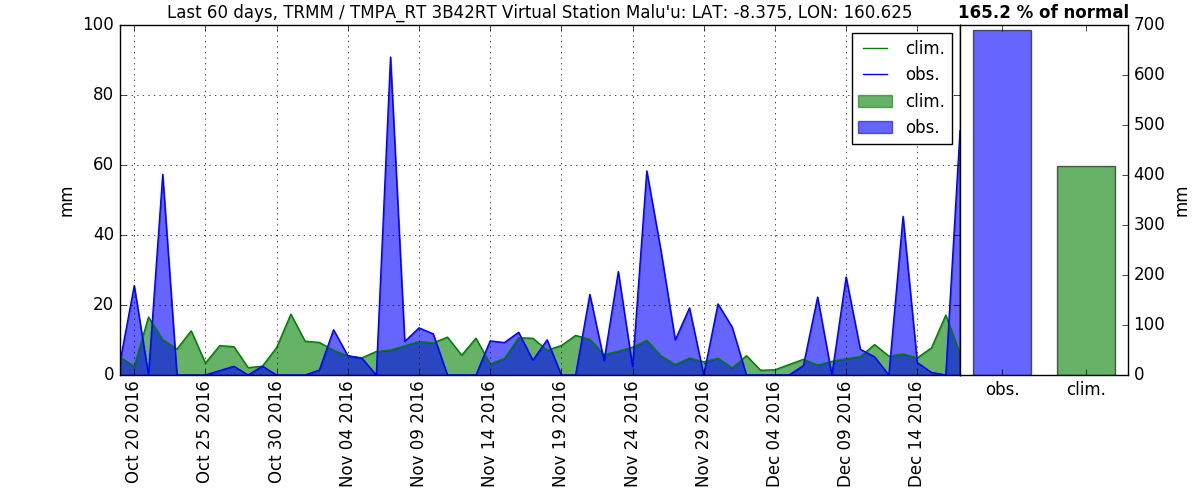 Last 60 days, TRMM / TMPA_RT 3B42RT Virtual Station Malu'u: LAT: -8.375, LON: 160.625
165.2 % of normal
100
80
60
40
20
0
mm
clim.
obs.
clim.
obs.
700
600
500
400
300
200
100
0
mm
obs.
clim.
Oct 20 2016
Oct 25 2016
Oct 30 2016
Nov 04 2016
Nov 09 2016
Nov 14 2016
Nov 19 2016
Nov 24 2016
Nov 29 2016
Dec 04 2016
Dec 09 2016
Dec 14 2016